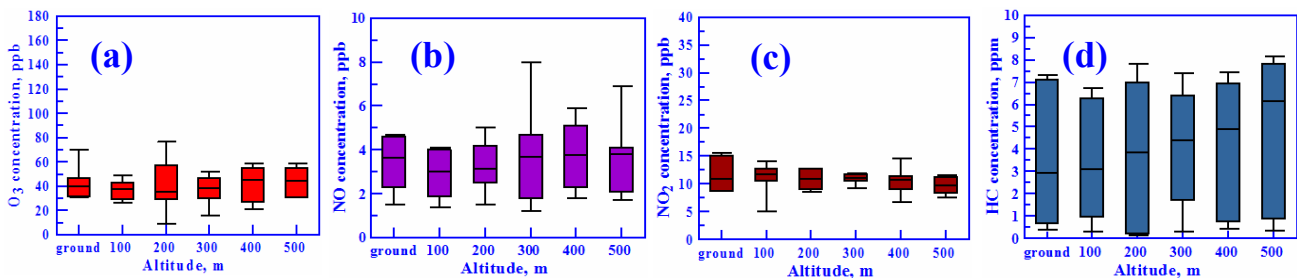 (a)
O3 concentration, ppb
180
160
140
120
100
80
60
40
20
0
ground 100 200 300 400 500
Altitude, m
(b)
NO concentration, ppb
10
8
6
4
2
0
ground 100 200 300 400 500
Altitude, m
(c)
NO2 concentration, ppb
40
35
30
25
20
15
10
5
0
ground 100 200 300 400 500
Altitude, m
(d)
HC concentration, ppm
10
9
8
7
6
5
4
3
2
1
0
ground 100 200 300 400 500
Altitude, m